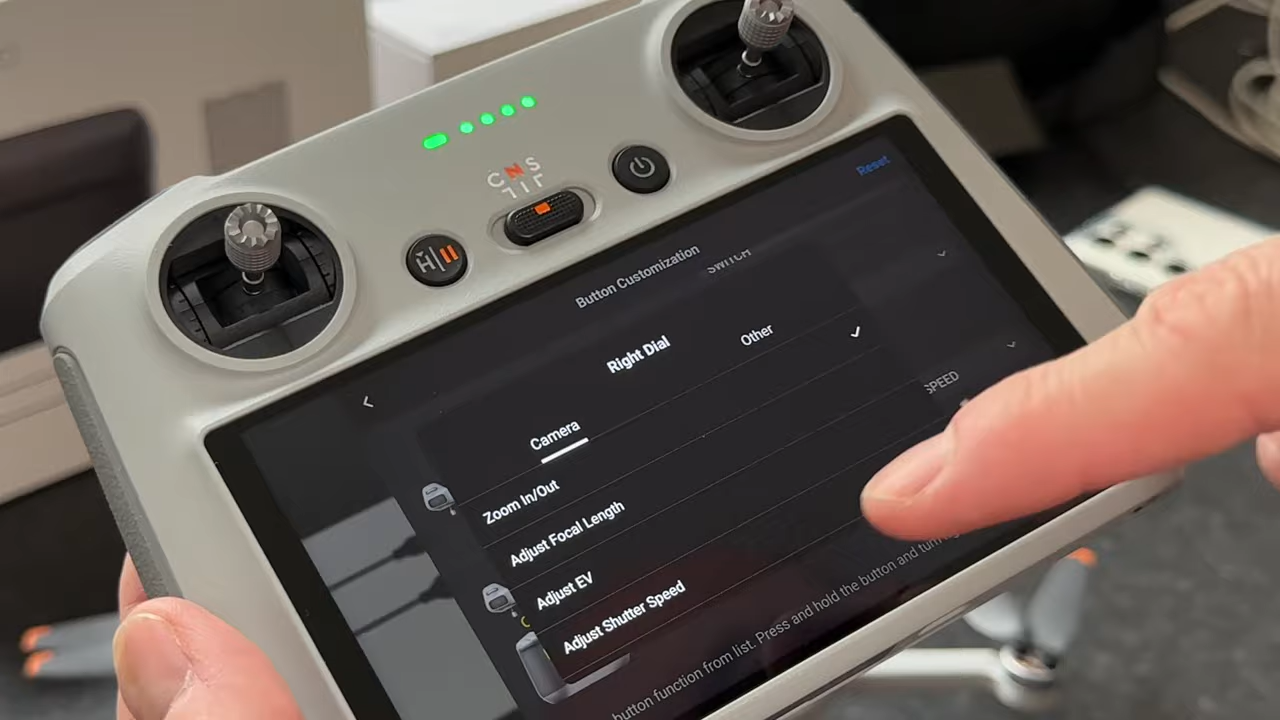 C N S
Reset
Button Customization
SWITCH
Right Dial
Camera
Other
Zoom In/Out
SPEED
Adjust Focal Length
Adjust EV
Adjust Shutter Speed
button function from list. Press and hold the button and turn